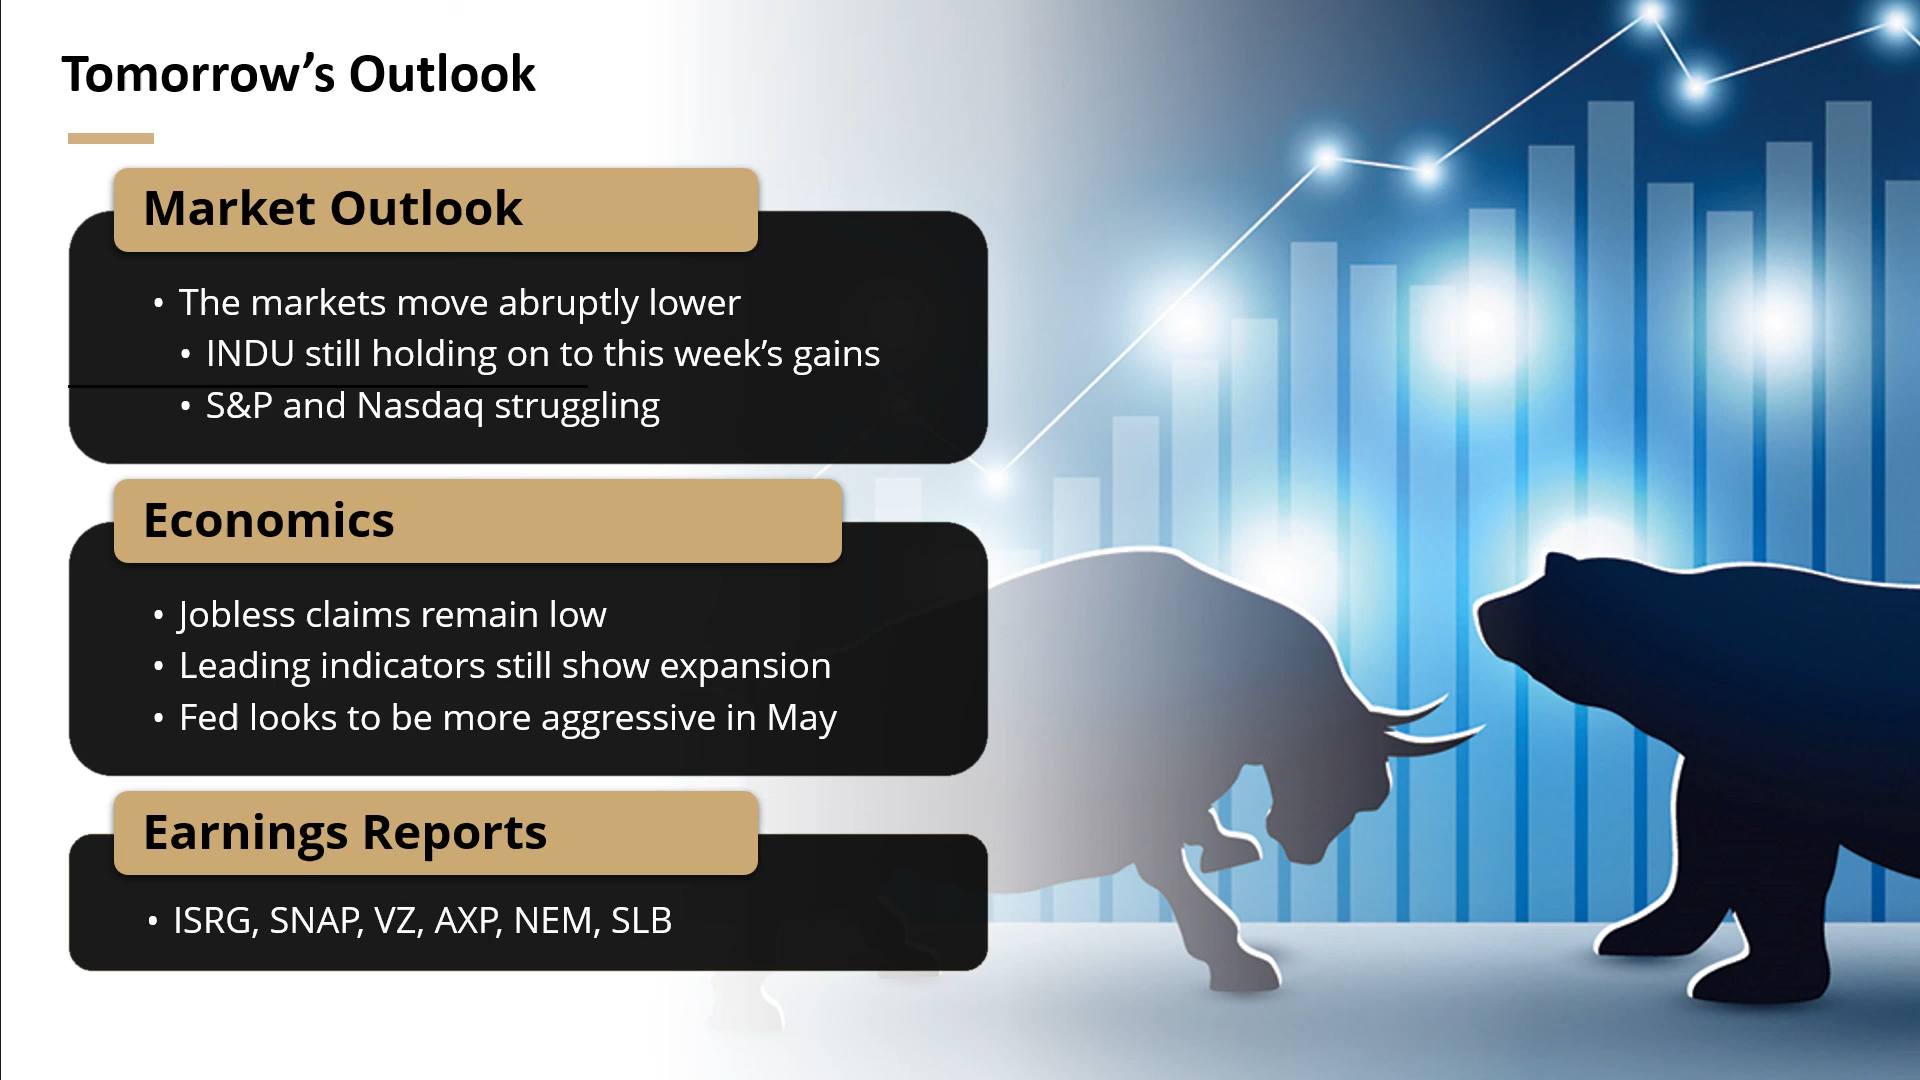 Tomorrow’s Outlook
Market Outlook
• The markets move abruptly lower
• INDU still holding on to this week’s gains
• S&P and Nasdaq struggling
Economics
• Jobless claims remain low
• Leading indicators still show expansion
• Fed looks to be more aggressive in May
Earnings Reports
• ISRG, SNAP, VZ, AXP, NEM, SLB